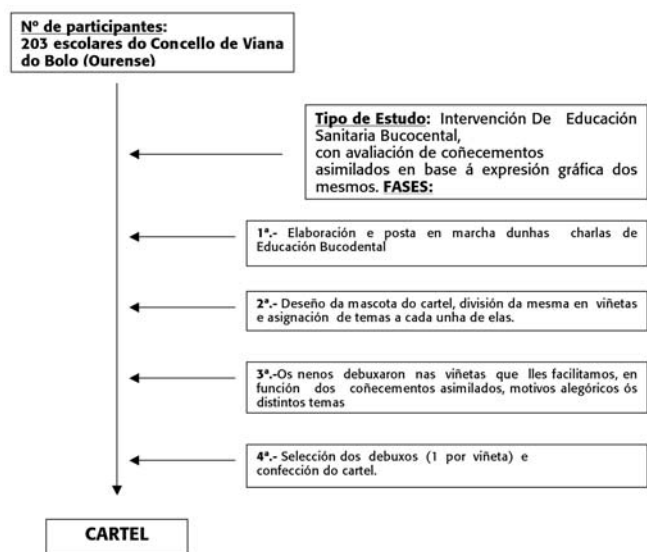 Nº de participantes:
203 escolares do Concello de Viana
do Bolo (Ourense)
Tipo de Estudo: Intervención De Educación
Sanitaria Bucocental,
con avaliación de coñecementos
asimilados en base á expresión gráfica dos
mesmos. FASES:
1ª.- Elaboración e posta en marcha dunhas charlas de
Educación Bucodental
2ª.- Deseño da mascota do cartel, división da mesma en viñetas
e asignación de temas a cada unha de elas.
3ª.-Os nenos debuxaron nas viñetas que lles facilitamos, en
función dos coñecementos asimilados, motivos alegóricos ós
distintos temas
4ª.- Selección dos debuxos (1 por viñeta) e
confección do cartel.
CARTEL